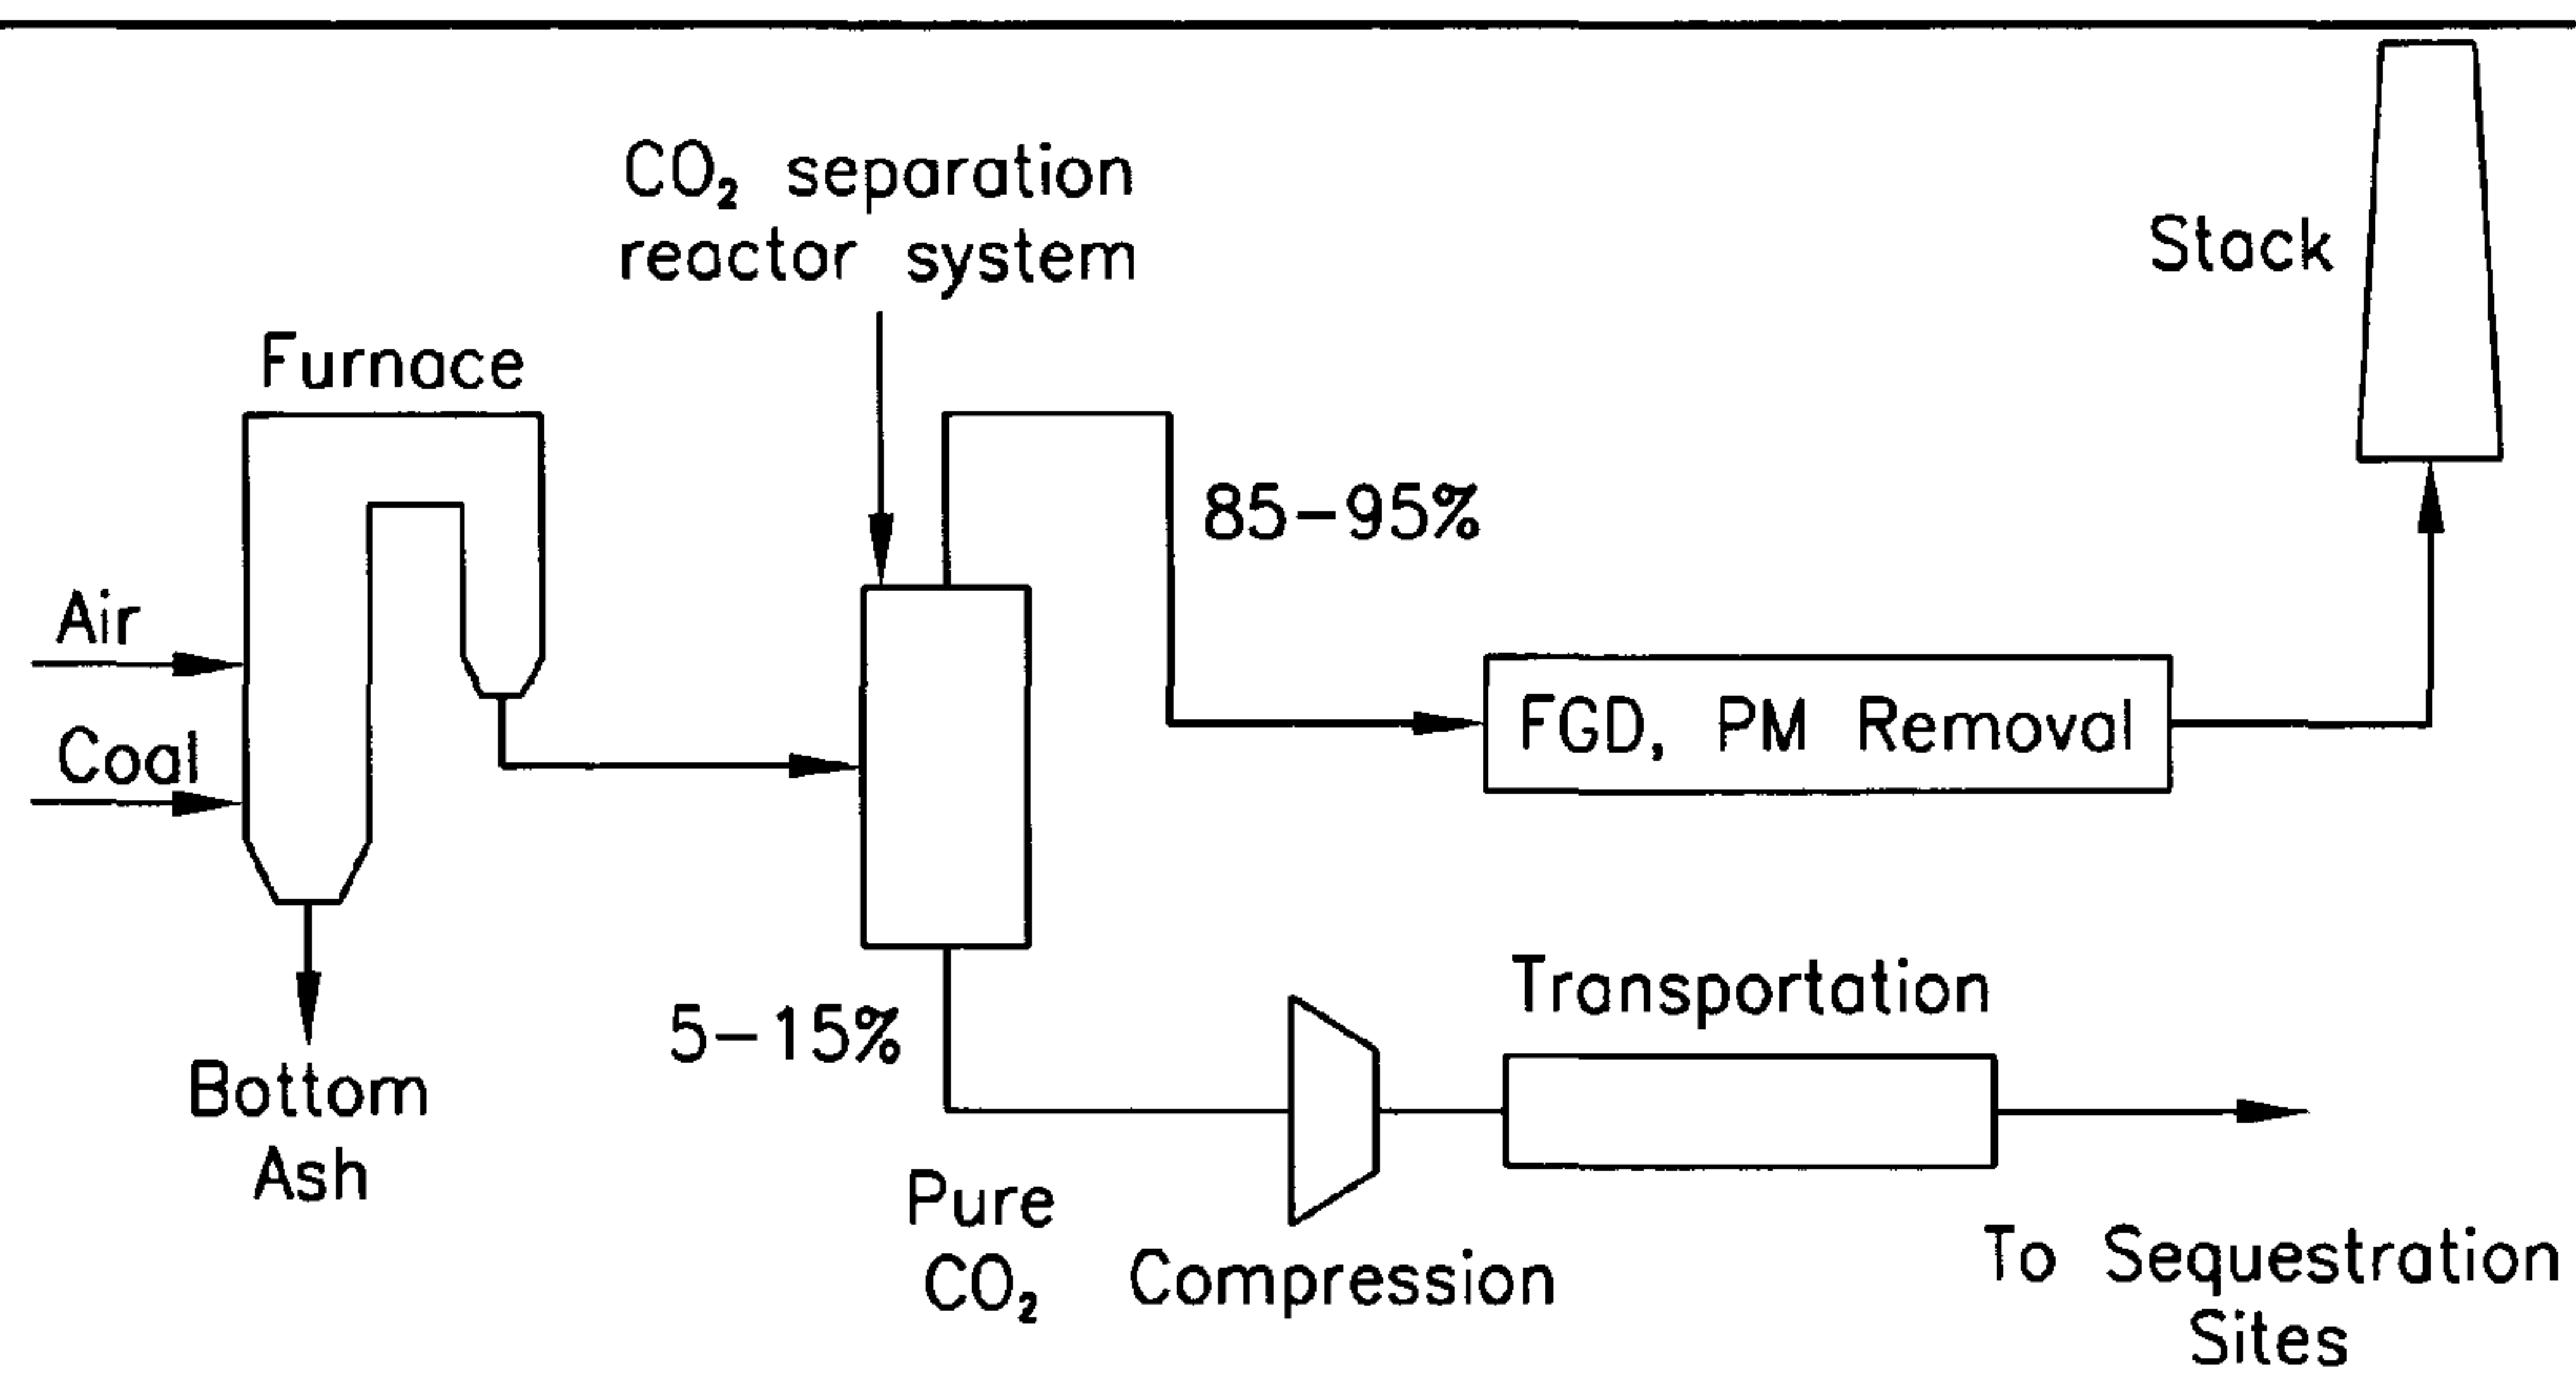 CO₂ separation
reactor system
Stack
Furnace
85-95%
Air
Coal
FGD, PM Removal
5-15%
Transportation
Bottom
Ash
Pure
CO₂
Compression
To Sequestration
Sites